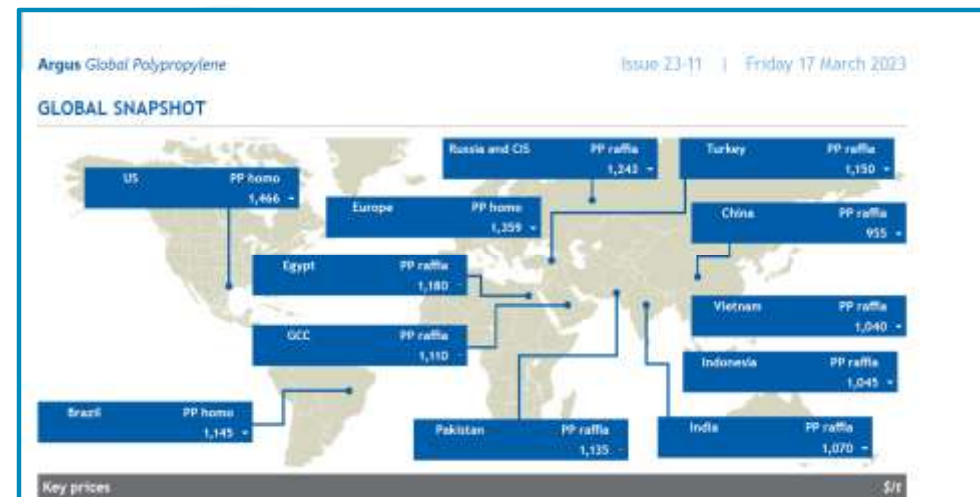 Argus Global Polypropylene
Issue 23-11 | Friday 17 March 2023
GLOBAL SNAPSHOT
Russia and CIS PP raffia
1,243
Turkey PP raffia
1,150
US PP homo
1,466
Europe PP homo
1,359
China PP raffia
955
Egypt PP raffia
1,180
Vietnam PP raffia
1,040
GCC PP raffia
1,110
Indonesia PP raffia
1,045
Brazil PP homo
1,145
Pakistan PP raffia
1,135
India PP raffia
1,070
Key prices $/t